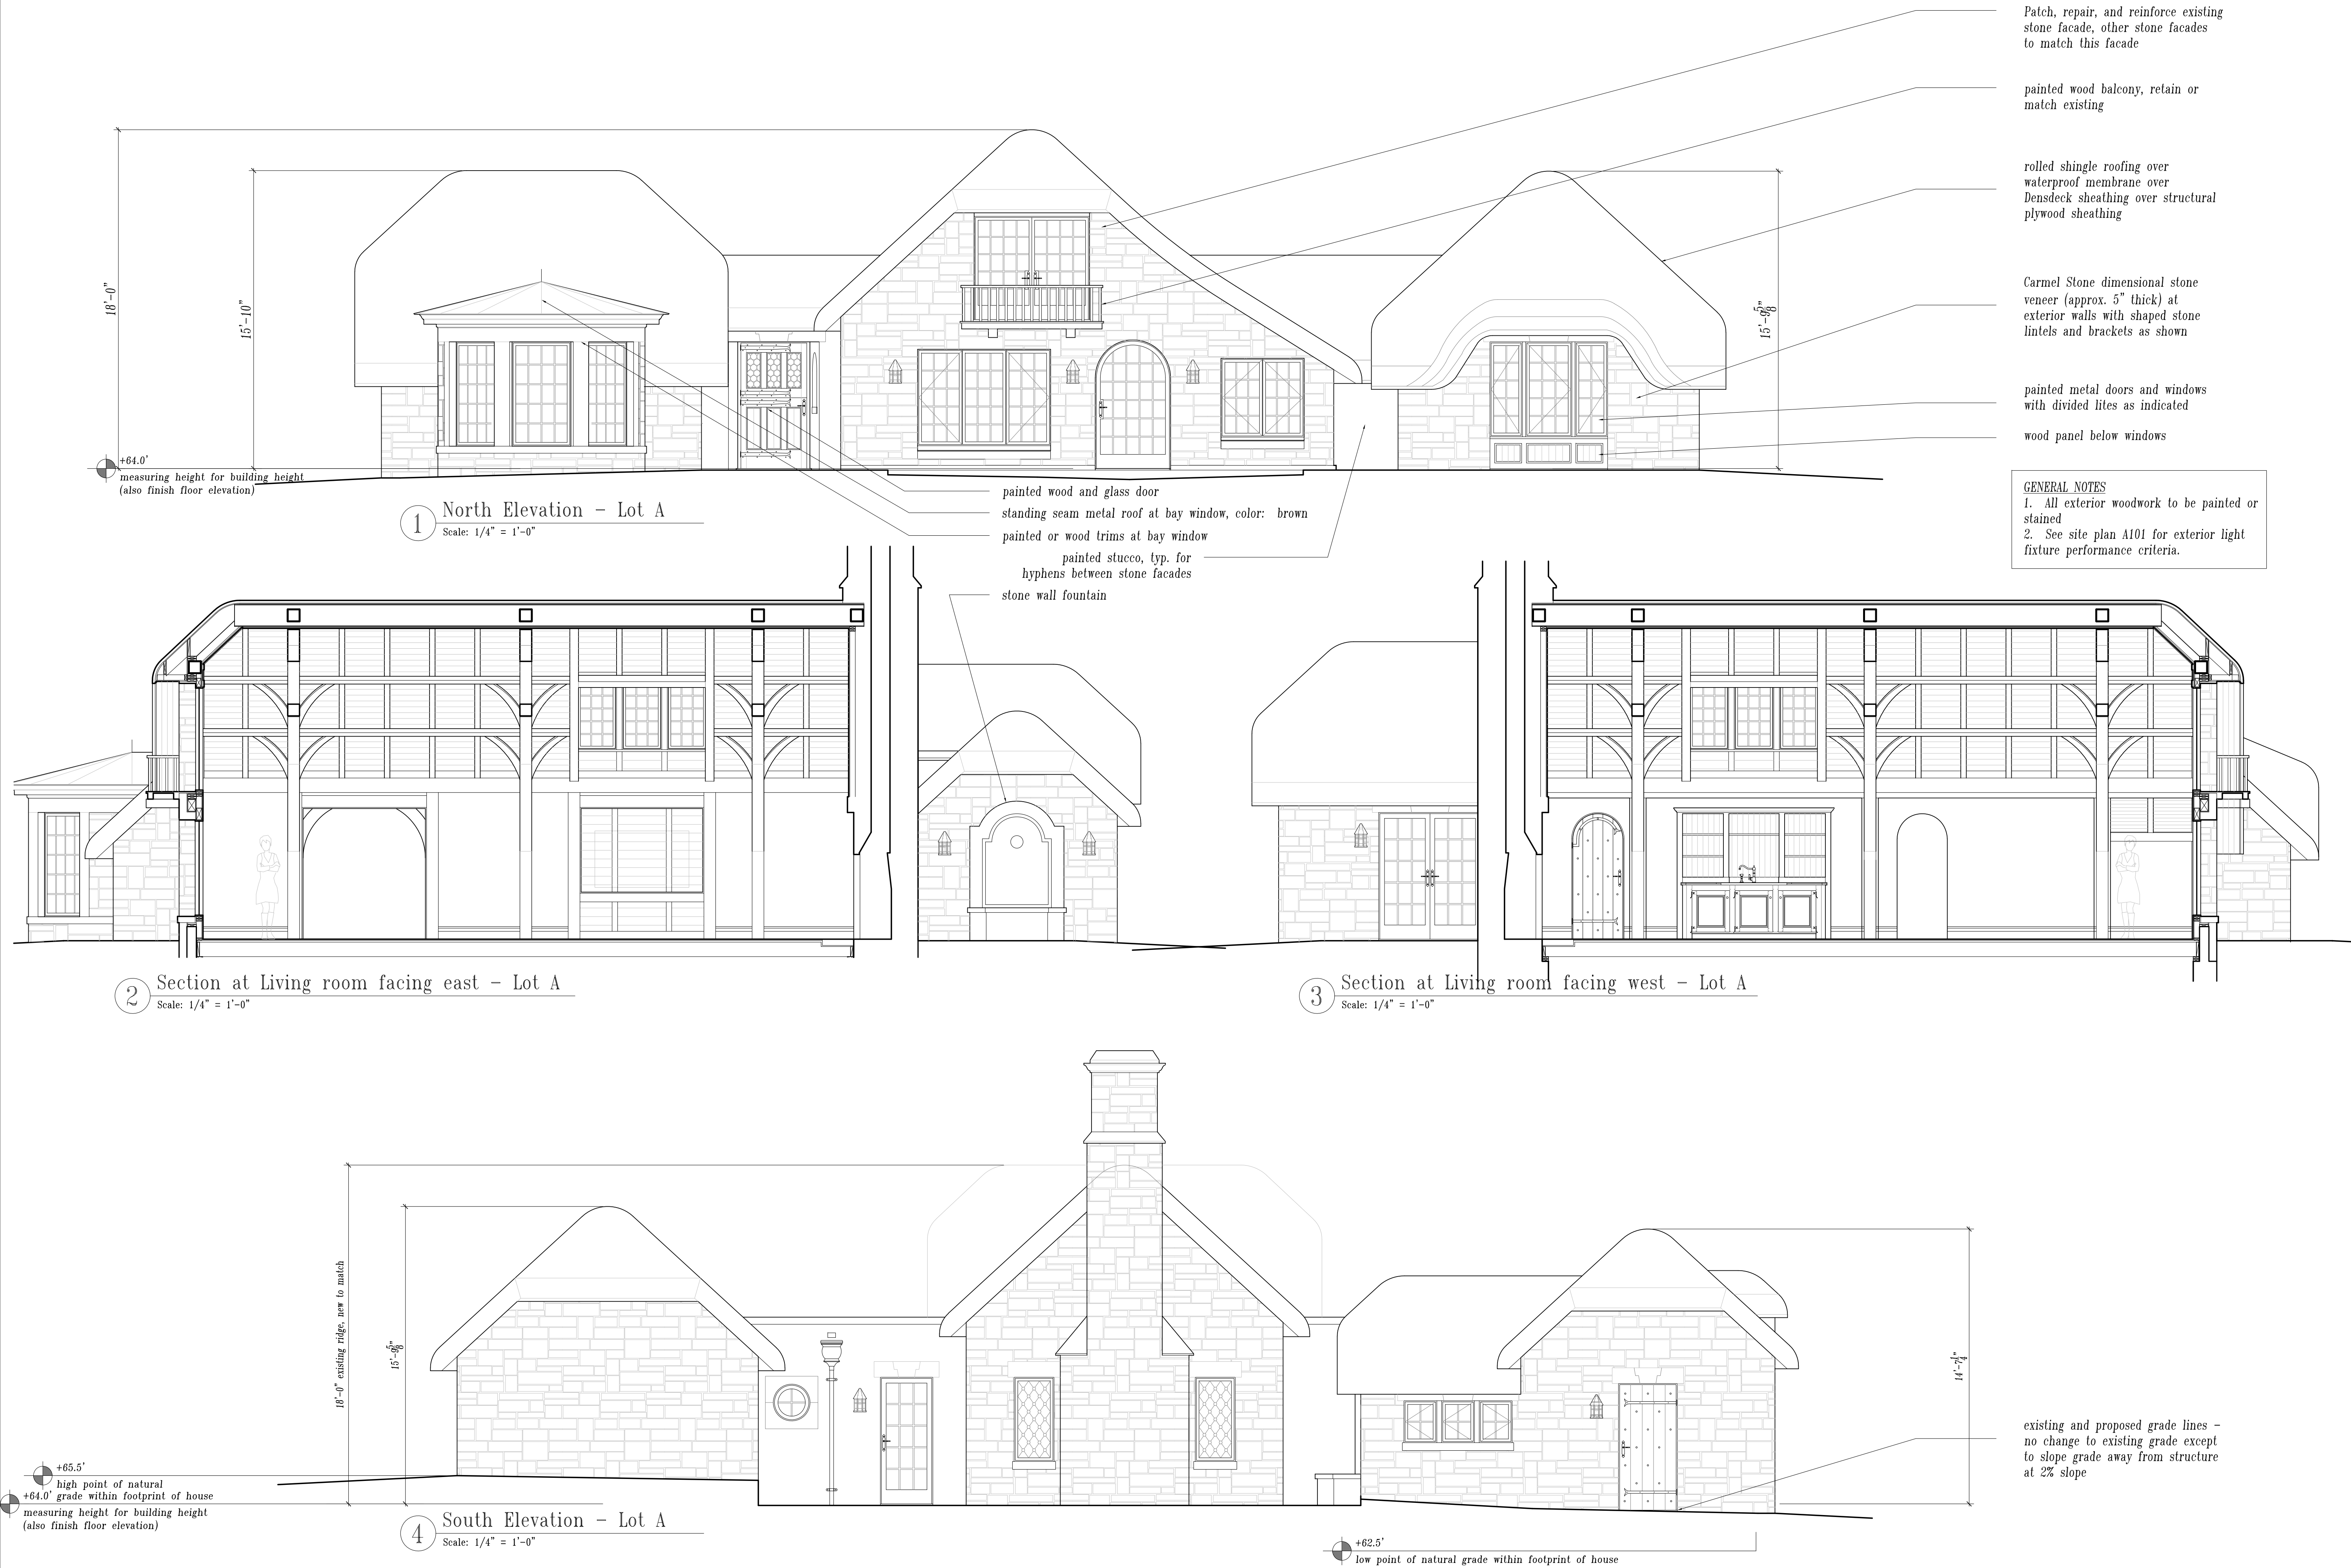 Patch, repair, and reinforce existing
stone facade, other stone facades
to match this facade
painted wood balcony, retain or
match existing
rolled shingle roofing over
waterproof membrane over
Densdeck sheathing over structural
plywood sheathing
Carmel Stone dimensional stone
veneer (approx. 5" thick) at
exterior walls with shaped stone
lintels and brackets as shown
painted metal doors and windows
with divided lites as indicated
wood panel below windows
GENERAL NOTES
1. All exterior woodwork to be painted or
stained
2. See site plan A101 for exterior light
fixture performance criteria.
18'-0"
15'-10"
15'-9 5/8"
+64.0'
measuring height for building height
(also finish floor elevation)
1
North Elevation - Lot A
Scale: 1/4" = 1'-0"
painted wood and glass door
standing seam metal roof at bay window, color: brown
painted or wood trims at bay window
painted stucco, typ. for
hyphens between stone facades
stone wall fountain
2
Section at Living room facing east - Lot A
Scale: 1/4" = 1'-0"
3
Section at Living room facing west - Lot A
Scale: 1/4" = 1'-0"
18'-0" existing ridge, new to match
15'-9 5/8"
14'-7 1/4"
existing and proposed grade lines -
no change to existing grade except
to slope grade away from structure
at 2% slope
+65.5'
high point of natural
+64.0' grade within footprint of house
measuring height for building height
(also finish floor elevation)
4
South Elevation - Lot A
Scale: 1/4" = 1'-0"
+62.5'
low point of natural grade within footprint of house